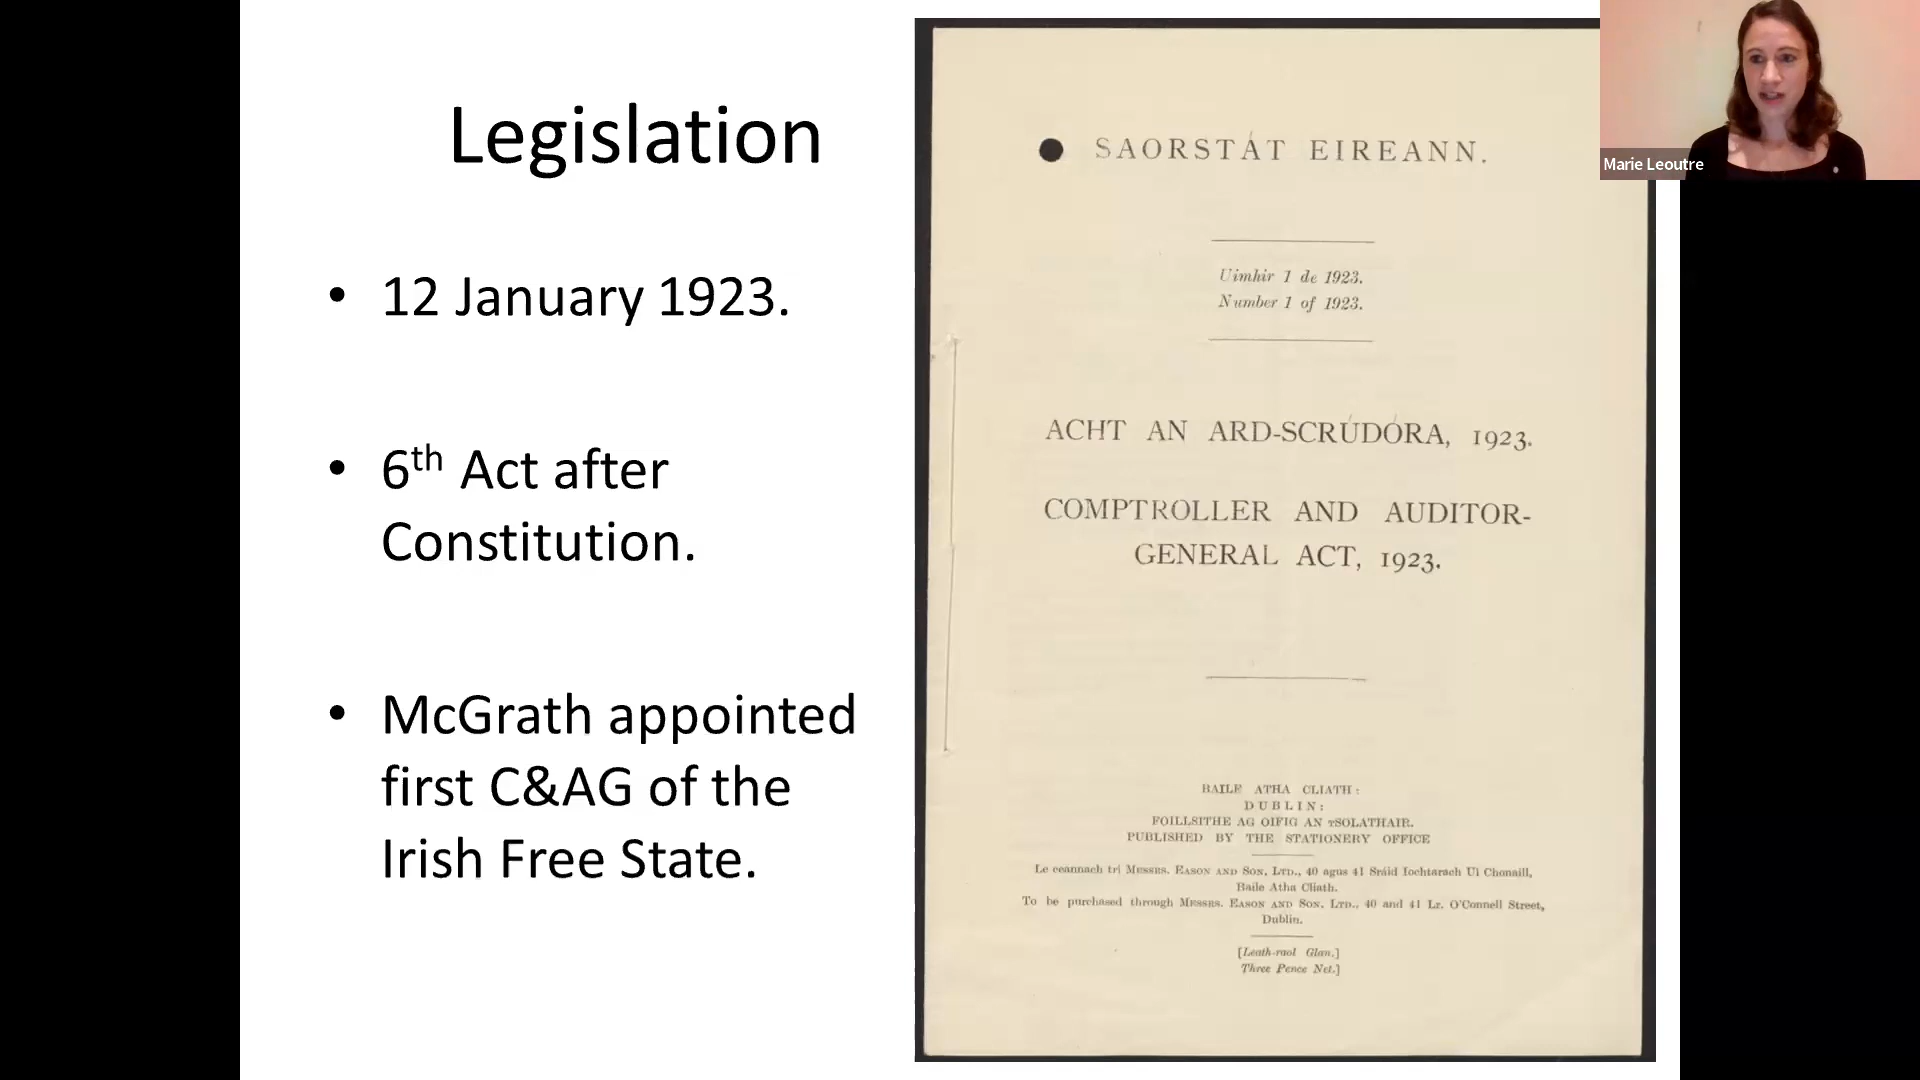 Legislation
• 12 January 1923.
• 6th Act after
Constitution.
• McGrath appointed
first C&AG of the
Irish Free State.
SAORSTÁT EIREANN.
Uimhir 1 de 1923.
Number 1 of 1923.
ACHT AN ARD-SCRÚDÓRA, 1923.
COMPTROLLER AND AUDITOR-
GENERAL ACT, 1923.
BAILE ATHA CLIATH:
DUBLIN:
FOILLSITHE AG OIFIG AN tSOLATHAIR.
PUBLISHED BY THE STATIONERY OFFICE
Le ceannach trí MESSRS. EASON AND SON, LTD., 40 agus 41 Sráid Iochtarach Uí Chonaill,
Baile Atha Cliath.
To be purchased through MESSRS. EASON AND SON, LTD., 40 and 41 Lr. O'Connell Street,
Dublin.
[Leath-raol Glan.]
Three Pence Net.]
Marie Leoutre